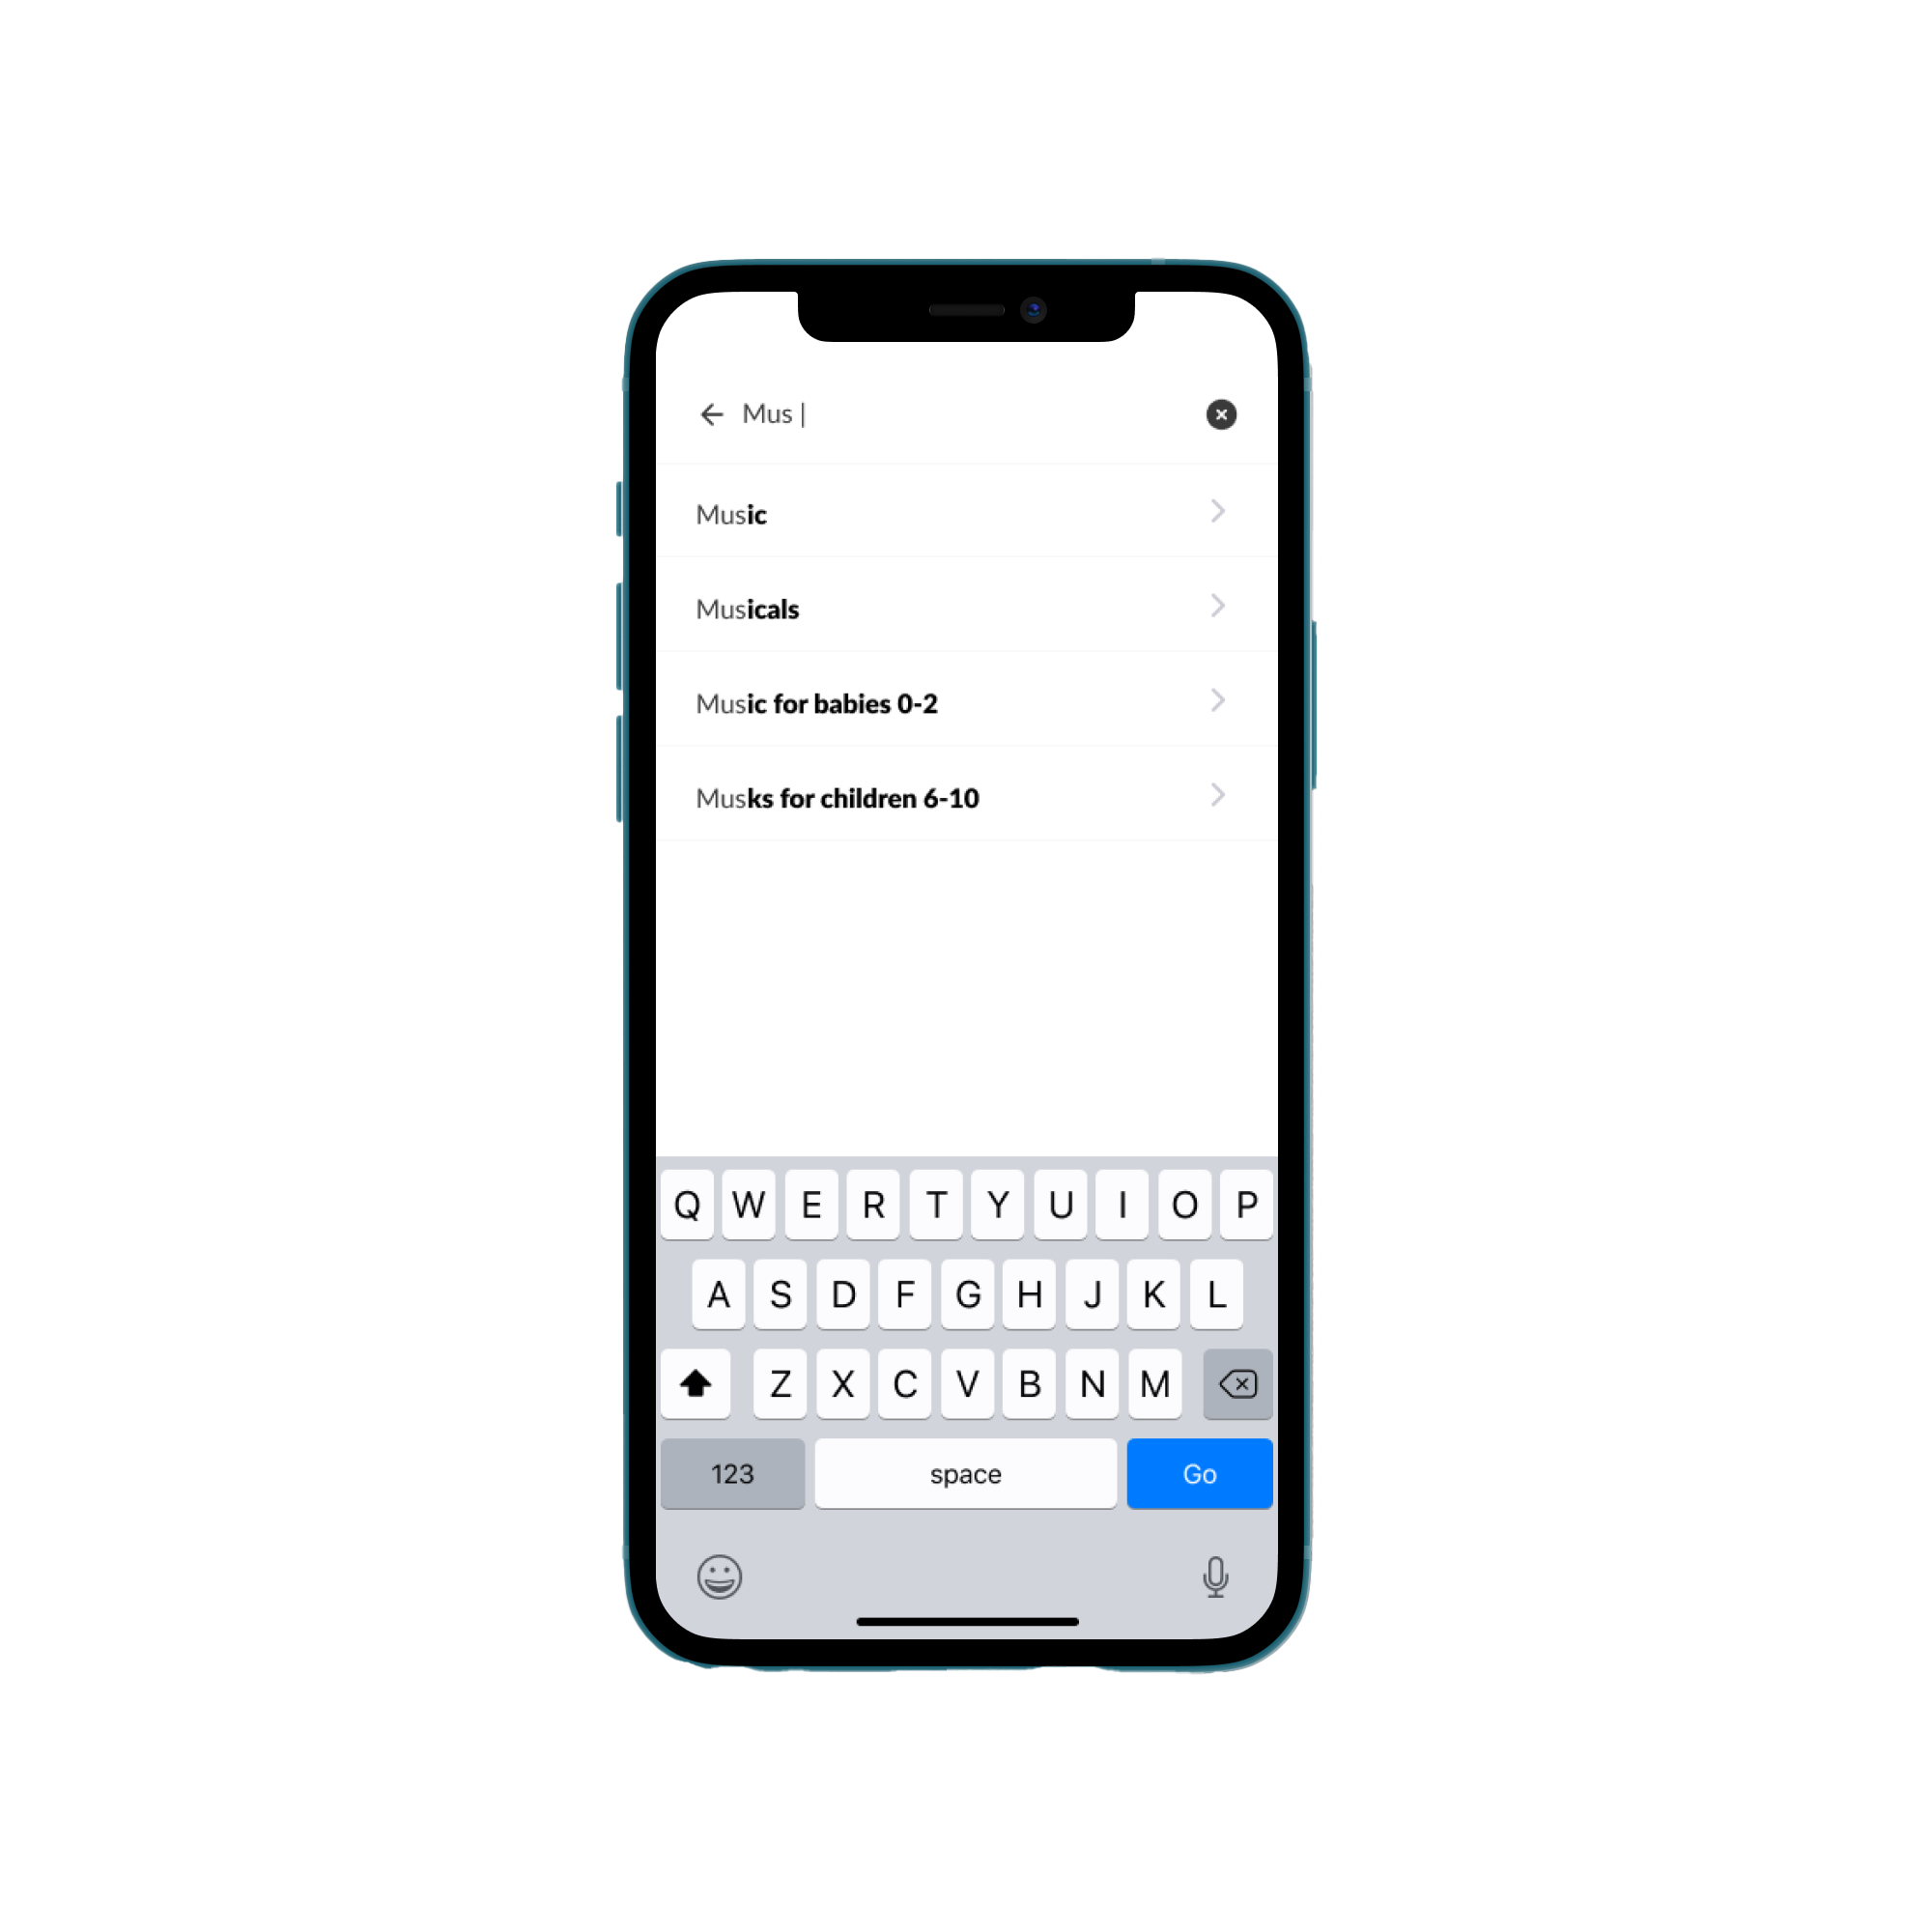 Mus |
Music
Musicals
Music for babies 0-2
Musks for children 6-10
Q W E R T Y U I O P
A S D F G H J K L
Z X C V B N M
123 space Go